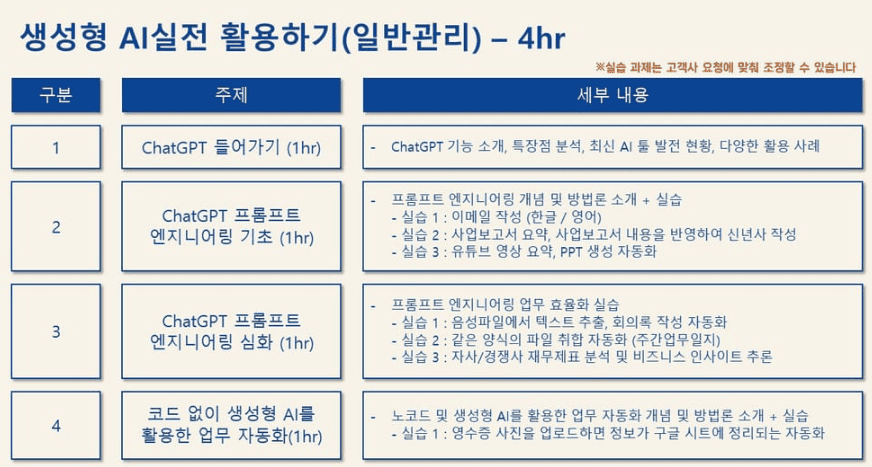 생성형 AI실전 활용하기(일반관리) – 4hr
※실습 과제는 고객사 요청에 맞춰 조정할 수 있습니다
구분
주제
세부 내용
1
ChatGPT 들어가기 (1hr)
- ChatGPT 기능 소개, 특장점 분석, 최신 AI 툴 발전 현황, 다양한 활용 사례
2
ChatGPT 프롬프트
엔지니어링 기초 (1hr)
- 프롬프트 엔지니어링 개념 및 방법론 소개 + 실습
- 실습 1 : 이메일 작성 (한글 / 영어)
- 실습 2 : 사업보고서 요약, 사업보고서 내용을 반영하여 신년사 작성
- 실습 3 : 유튜브 영상 요약, PPT 생성 자동화
3
ChatGPT 프롬프트
엔지니어링 심화 (1hr)
- 프롬프트 엔지니어링 업무 효율화 실습
- 실습 1 : 음성파일에서 텍스트 추출, 회의록 작성 자동화
- 실습 2 : 같은 양식의 파일 취합 자동화 (주간업무일지)
- 실습 3 : 자사/경쟁사 재무제표 분석 및 비즈니스 인사이트 추론
4
코드 없이 생성형 AI를
활용한 업무 자동화(1hr)
- 노코드 및 생성형 AI를 활용한 업무 자동화 개념 및 방법론 소개 + 실습
- 실습 1 : 영수증 사진을 업로드하면 정보가 구글 시트에 정리되는 자동화